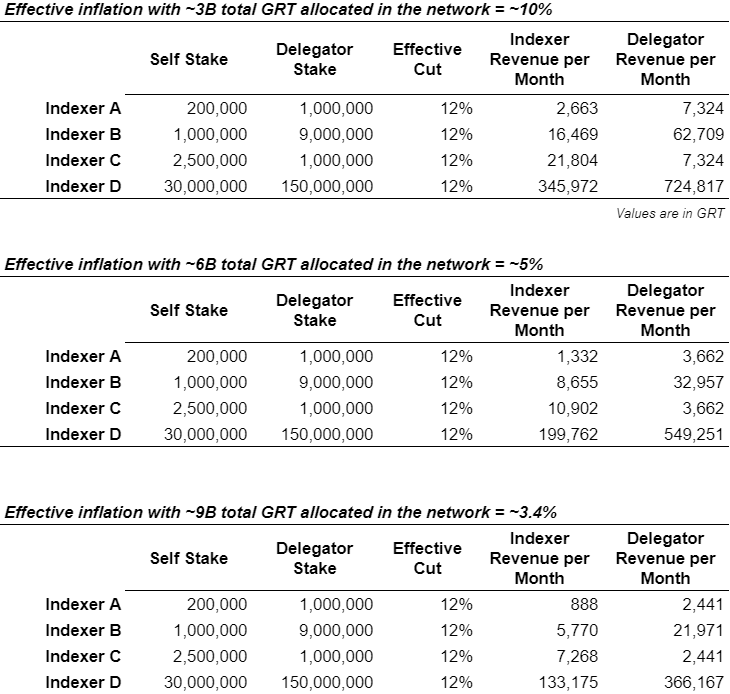 Effective inflation with ~3B total GRT allocated in the network = ~10%
Self Stake Delegator Stake Effective Cut Indexer Revenue per Month Delegator Revenue per Month
Indexer A 200,000 1,000,000 12% 2,663 7,324
Indexer B 1,000,000 9,000,000 12% 16,469 62,709
Indexer C 2,500,000 1,000,000 12% 21,804 7,324
Indexer D 30,000,000 150,000,000 12% 345,972 724,817
Values are in GRT
Effective inflation with ~6B total GRT allocated in the network = ~5%
Self Stake Delegator Stake Effective Cut Indexer Revenue per Month Delegator Revenue per Month
Indexer A 200,000 1,000,000 12% 1,332 3,662
Indexer B 1,000,000 9,000,000 12% 8,655 32,957
Indexer C 2,500,000 1,000,000 12% 10,902 3,662
Indexer D 30,000,000 150,000,000 12% 199,762 549,251
Effective inflation with ~9B total GRT allocated in the network = ~3.4%
Self Stake Delegator Stake Effective Cut Indexer Revenue per Month Delegator Revenue per Month
Indexer A 200,000 1,000,000 12% 888 2,441
Indexer B 1,000,000 9,000,000 12% 5,770 21,971
Indexer C 2,500,000 1,000,000 12% 7,268 2,441
Indexer D 30,000,000 150,000,000 12% 133,175 366,167